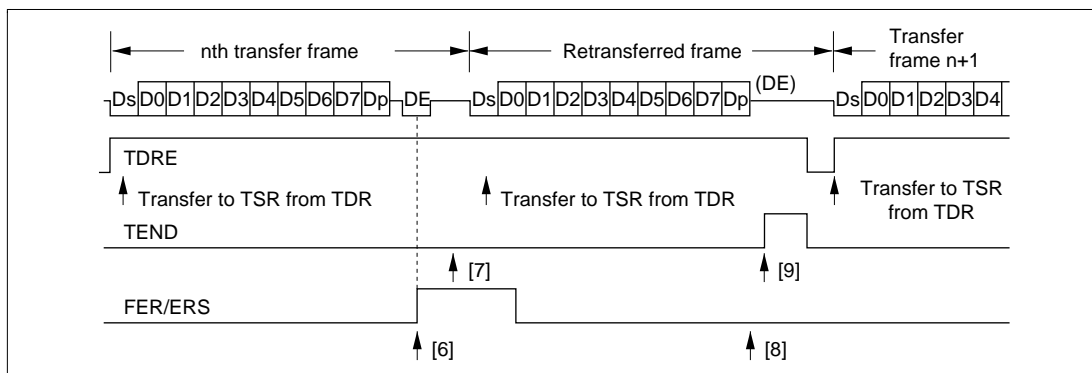 nth transfer frame Retransferred frame Transfer
frame n+1
Ds D0 D1 D2 D3 D4 D5 D6 D7 Dp DE Ds D0 D1 D2 D3 D4 D5 D6 D7 Dp (DE) Ds D0 D1 D2 D3 D4
TDRE
Transfer to TSR from TDR Transfer to TSR from TDR Transfer to TSR
from TDR
TEND
[7] [9]
FER/ERS
[6] [8]